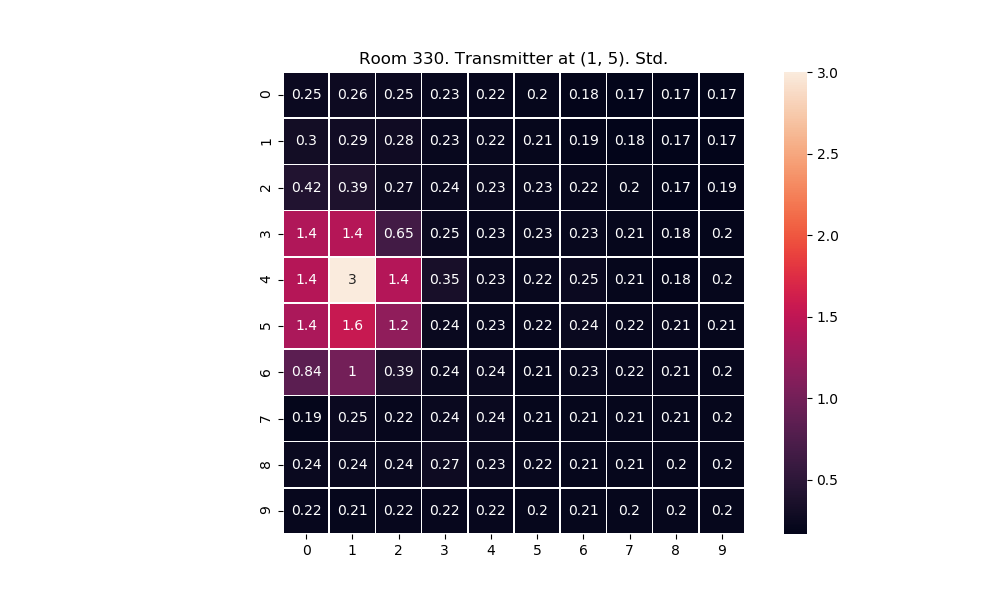 Room 330. Transmitter at (1, 5). Std.
0 0.25 0.26 0.25 0.23 0.22 0.2 0.18 0.17 0.17 0.17
1 0.3 0.29 0.28 0.23 0.22 0.21 0.19 0.18 0.17 0.17
2 0.42 0.39 0.27 0.24 0.23 0.23 0.22 0.2 0.17 0.19
3 1.4 1.4 0.65 0.25 0.23 0.23 0.23 0.21 0.18 0.2
4 1.4 3 1.4 0.35 0.23 0.22 0.25 0.21 0.18 0.2
5 1.4 1.6 1.2 0.24 0.23 0.22 0.24 0.22 0.21 0.21
6 0.84 1 0.39 0.24 0.24 0.21 0.23 0.22 0.21 0.2
7 0.19 0.25 0.22 0.24 0.24 0.21 0.21 0.21 0.21 0.2
8 0.24 0.24 0.24 0.27 0.23 0.22 0.21 0.21 0.2 0.2
9 0.22 0.21 0.22 0.22 0.22 0.2 0.21 0.2 0.2 0.2
0 1 2 3 4 5 6 7 8 9
3.0
2.5
2.0
1.5
1.0
0.5